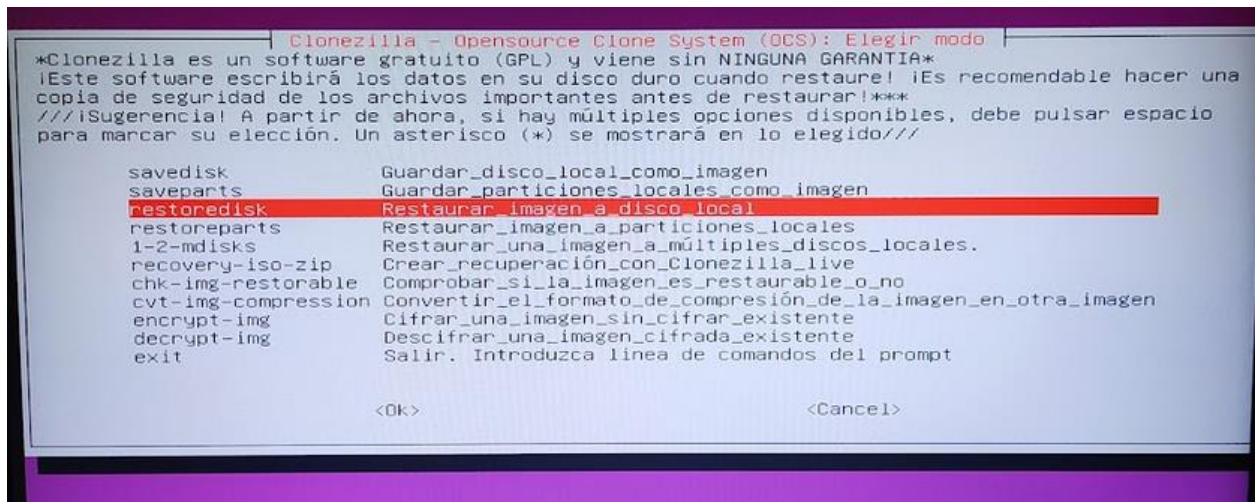 Clonezilla - Opensource Clone System (OCS): Elegir modo
*Clonezilla es un software gratuito (GPL) y viene sin NINGUNA GARANTIA*
¡Este software escribirá los datos en su disco duro cuando restaure! ¡Es recomendable hacer una
copia de seguridad de los archivos importantes antes de restaurar!***
///¡Sugerencia! A partir de ahora, si hay múltiples opciones disponibles, debe pulsar espacio
para marcar su elección. Un asterisco (*) se mostrará en lo elegido///
savedisk Guardar_disco_local_como_imagen
saveparts Guardar_particiones_locales_como_imagen
restoredisk Restaurar_imagen_a_disco_local
restoreparts Restaurar_imagen_a_particiones_locales
1-2-mdisks Restaurar_una_imagen_a_múltiples_discos_locales.
recovery-iso-zip Crear_recuperación_con_Clonezilla_live
chk-img-restorable Comprobar_si_la_imagen_es_restaurable_o_no
cvt-img-compression Convertir_el_formato_de_compresión_de_la_imagen_en_otra_imagen
encrypt-img Cifrar_una_imagen_sin_cifrar_existente
decrypt-img Descifrar_una_imagen_cifrada_existente
exit Salir. Introduzca línea de comandos del prompt
<Ok> <Cancel>